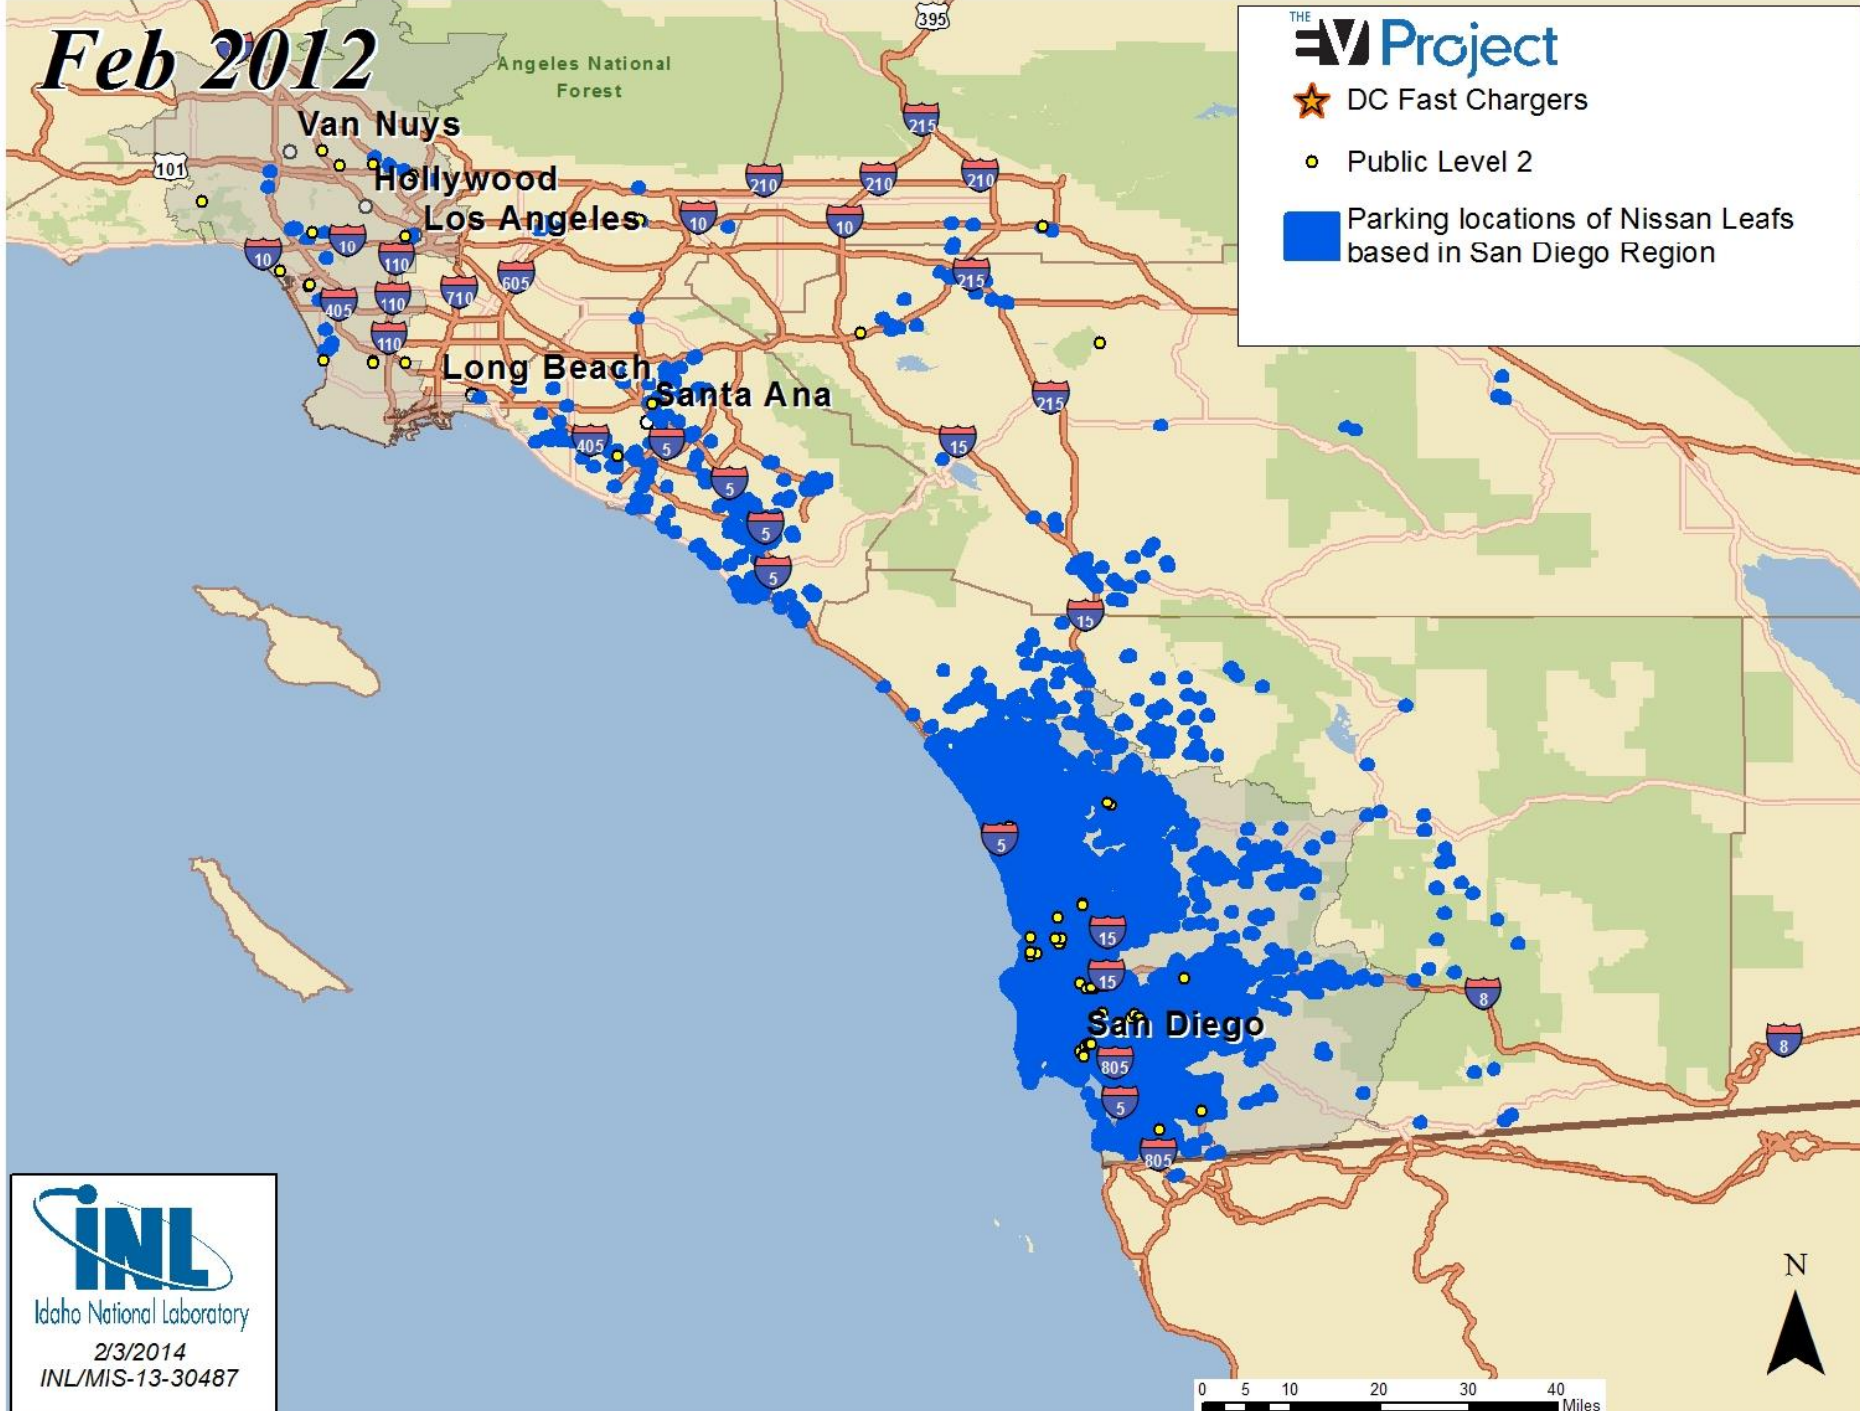 Feb 2012
THE
EV Project
DC Fast Chargers
Public Level 2
Parking locations of Nissan Leafs
based in San Diego Region
395
Angeles National
Forest
215
Van Nuys
101
Hollywood
210
210
210
Los Angeles
10
10
10
10
110
215
605
710
405
110
110
Long Beach
Santa Ana
215
405
5
15
5
5
5
15
5
15
15
8
San Diego
8
805
5
805
INL
Idaho National Laboratory
2/3/2014
INL/MIS-13-30487
N
0 5 10 20 30 40
Miles